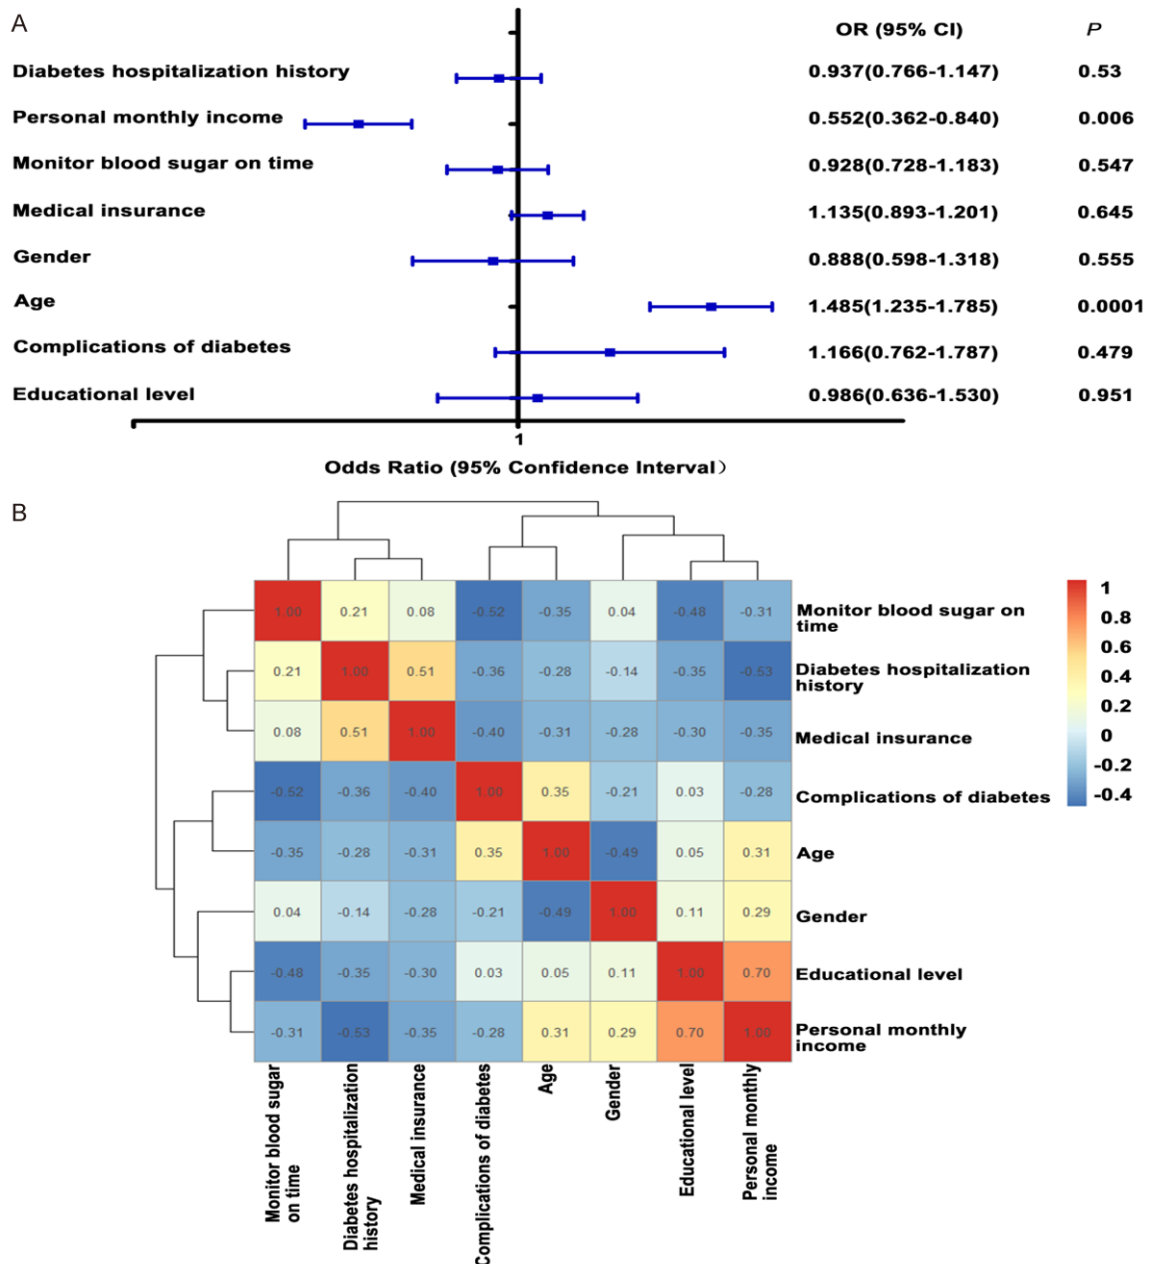 A
OR (95% CI) P
Diabetes hospitalization history 0.937(0.766-1.147) 0.53
Personal monthly income 0.552(0.362-0.840) 0.006
Monitor blood sugar on time 0.928(0.728-1.183) 0.547
Medical insurance 1.135(0.893-1.201) 0.645
Gender 0.888(0.598-1.318) 0.555
Age 1.485(1.235-1.785) 0.0001
Complications of diabetes 1.166(0.762-1.787) 0.479
Educational level 0.986(0.636-1.530) 0.951
1
Odds Ratio (95% Confidence Interval）
B
1.00 0.21 0.08 -0.52 -0.35 0.04 -0.48 -0.31 Monitor blood sugar on
time
0.21 1.00 0.51 -0.36 -0.28 -0.14 -0.35 -0.53 Diabetes hospitalization
history
0.08 0.51 1.00 -0.40 -0.31 -0.28 -0.30 -0.35 Medical insurance
-0.52 -0.36 -0.40 1.00 0.35 -0.21 0.03 -0.28 Complications of diabetes
-0.35 -0.28 -0.31 0.35 1.00 -0.49 0.05 0.31 Age
0.04 -0.14 -0.28 -0.21 -0.49 1.00 0.11 0.29 Gender
-0.48 -0.35 -0.30 0.03 0.05 0.11 1.00 0.70 Educational level
-0.31 -0.53 -0.35 -0.28 0.31 0.29 0.70 1.00 Personal monthly
income
1
0.8
0.6
0.4
0.2
0
-0.2
-0.4
Monitor blood sugar
on time
Diabetes hospitalization
history
Medical insurance
Complications of diabetes
Age
Gender
Educational level
Personal monthly
income